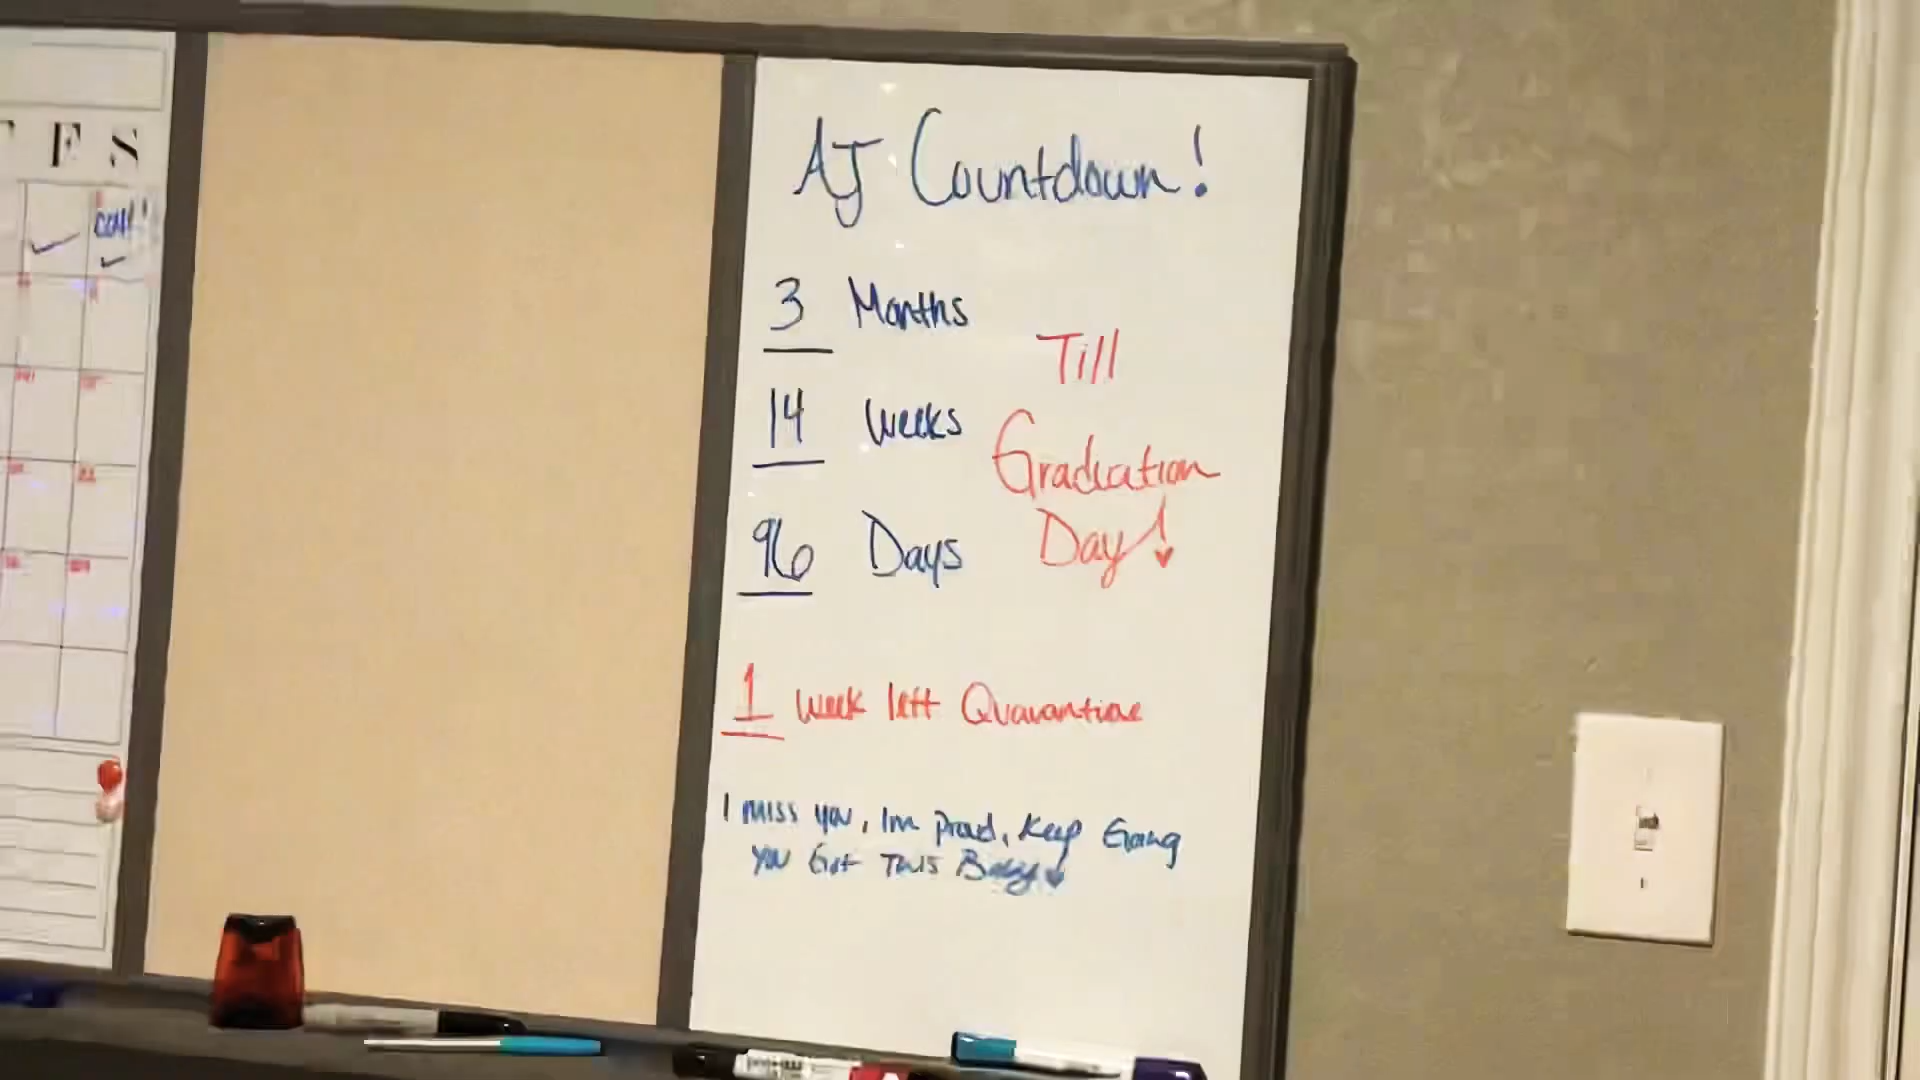 F S
AJ Countdown!
3 Months
14 Weeks
96 Days
Till
Graduation
Day!
1 Week left Quarantine
I miss you, Im Proud, Keep Going
You Got This Baby